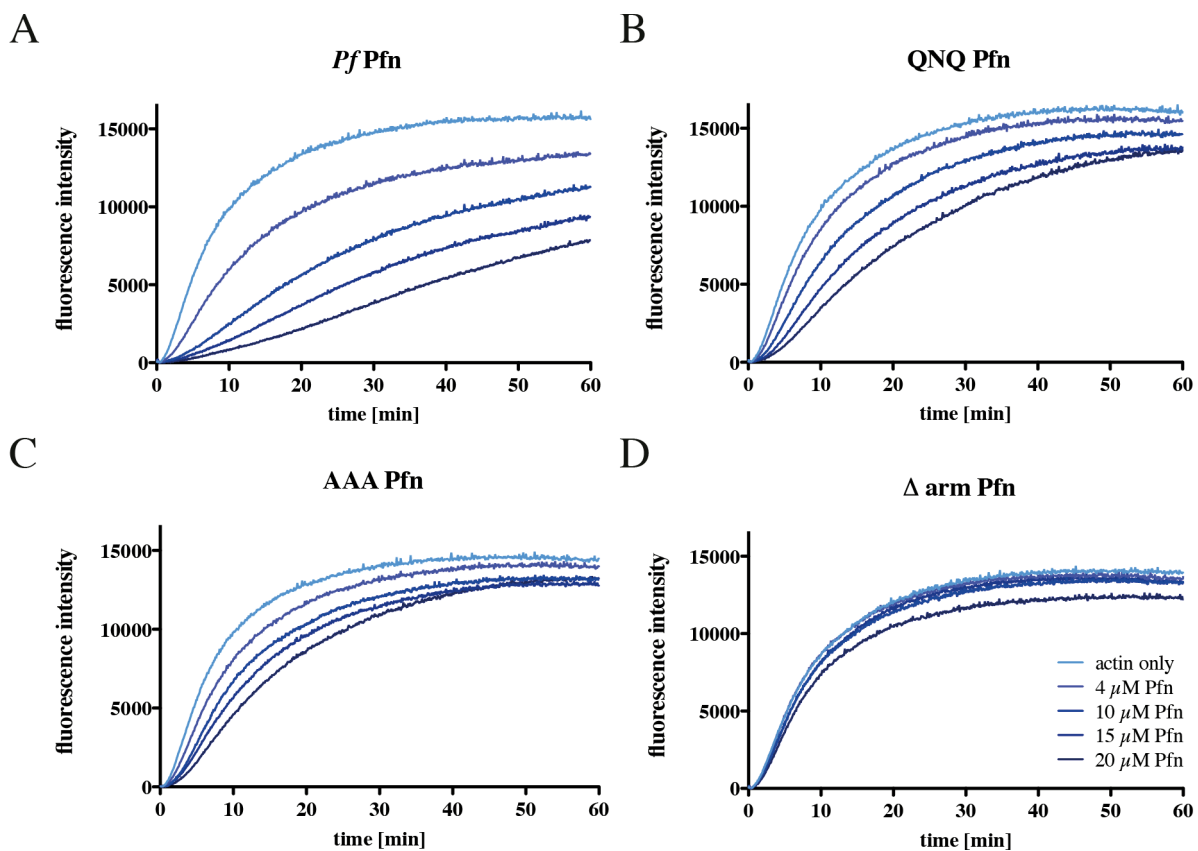 A
Pf Pfn
fluorescence intensity
15000
10000
5000
0
0 10 20 30 40 50 60
time [min]
B
QNQ Pfn
fluorescence intensity
15000
10000
5000
0
0 10 20 30 40 50 60
time [min]
C
AAA Pfn
fluorescence intensity
15000
10000
5000
0
0 10 20 30 40 50 60
time [min]
D
Δ arm Pfn
fluorescence intensity
15000
10000
5000
0
0 10 20 30 40 50 60
time [min]
actin only
4 µM Pfn
10 µM Pfn
15 µM Pfn
20 µM Pfn